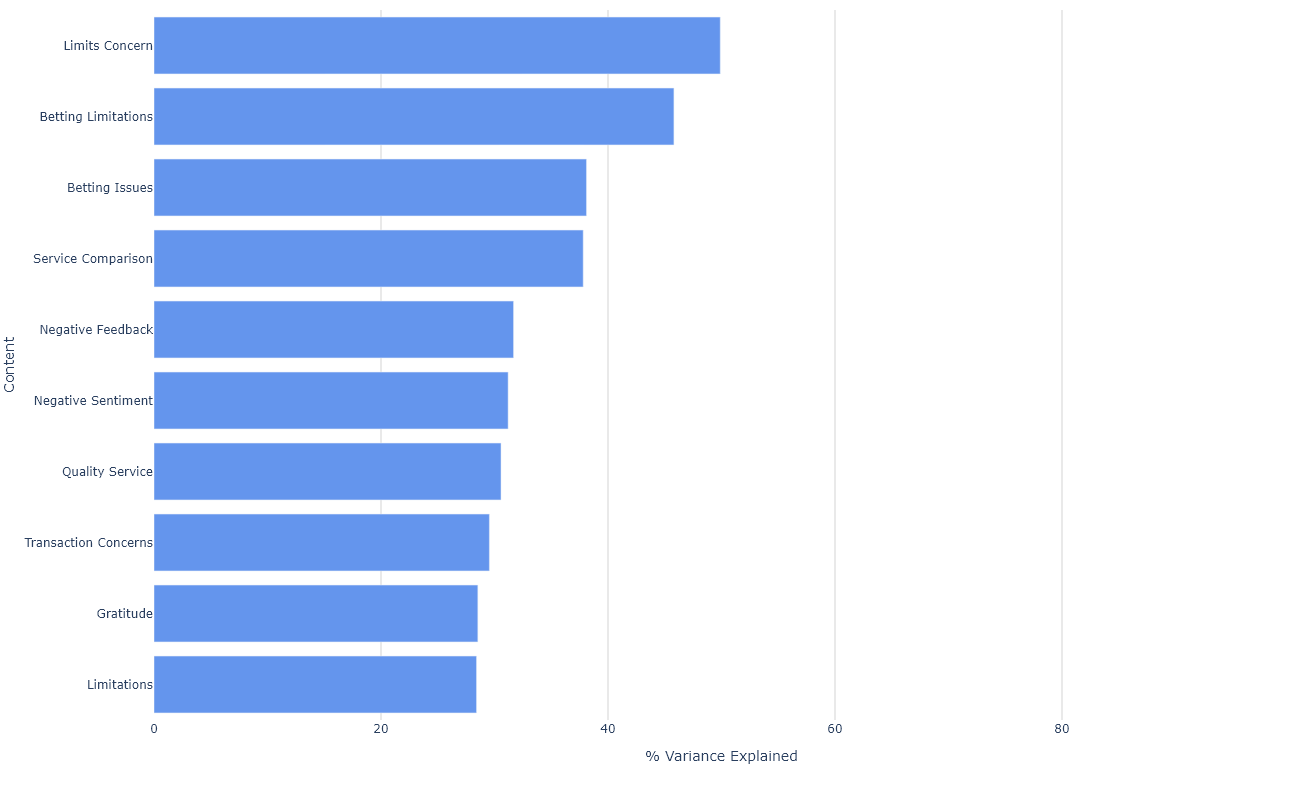 Limits Concern
Betting Limitations
Betting Issues
Service Comparison
Negative Feedback
Negative Sentiment
Quality Service
Transaction Concerns
Gratitude
Limitations
Content
0 20 40 60 80
% Variance Explained